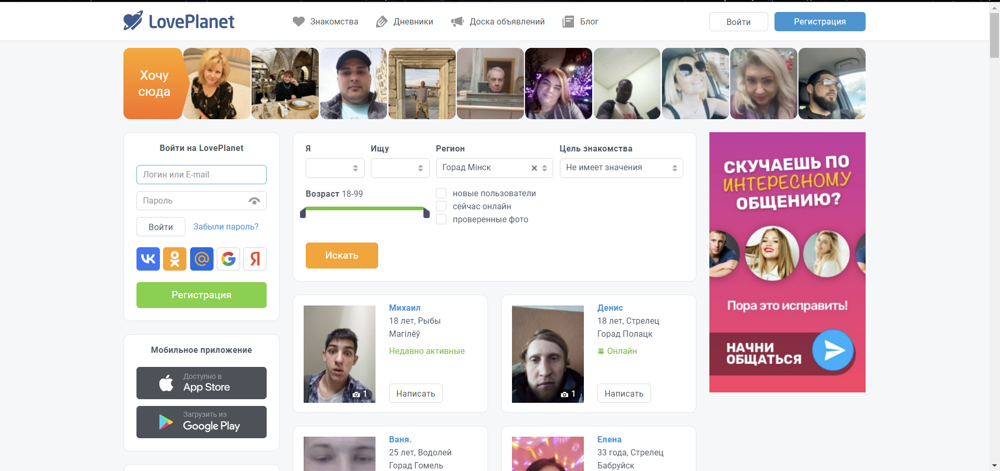 LovePlanet
Знакомства
Дневники
Доска объявлений
Блог
Войти
Регистрация
Хочу
сюда
Войти на LovePlanet
Логин или E-mail
Пароль
Войти
Забыли пароль?
Регистрация
Мобильное приложение
Доступно в
App Store
Загрузить из
Google Play
Я
Ищу
Регион
Цель знакомства
Горад Мінск
Не имеет значения
Возраст 18-99
новые пользователи
сейчас онлайн
проверенные фото
Искать
Михаил
18 лет, Рыбы
Магілёў
Недавно активные
1
Написать
Денис
18 лет, Стрелец
Горад Полацк
Онлайн
1
Написать
Ваня.
25 лет, Водолей
Горад Гомель
Елена
33 года, Стрелец
Бабруйск
СКУЧАЕШЬ ПО
ИНТЕРЕСНОМУ
ОБЩЕНИЮ?
Пора это исправить!
НАЧНИ
ОБЩАТЬСЯ